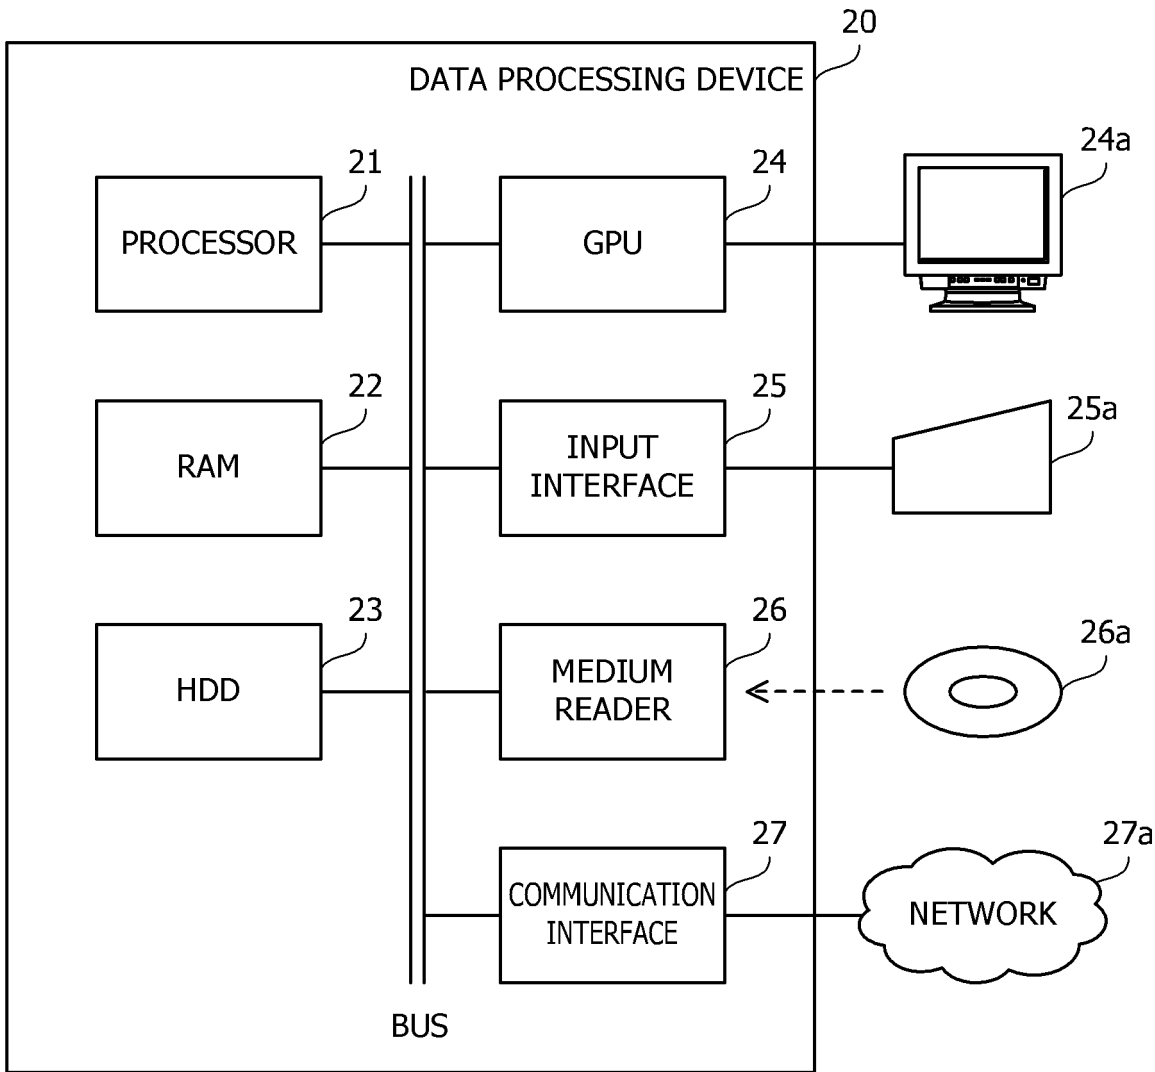 20
DATA PROCESSING DEVICE
21
PROCESSOR
24
GPU
24a
22
RAM
25
INPUT
INTERFACE
25a
23
HDD
26
MEDIUM
READER
26a
27
COMMUNICATION
INTERFACE
27a
NETWORK
BUS